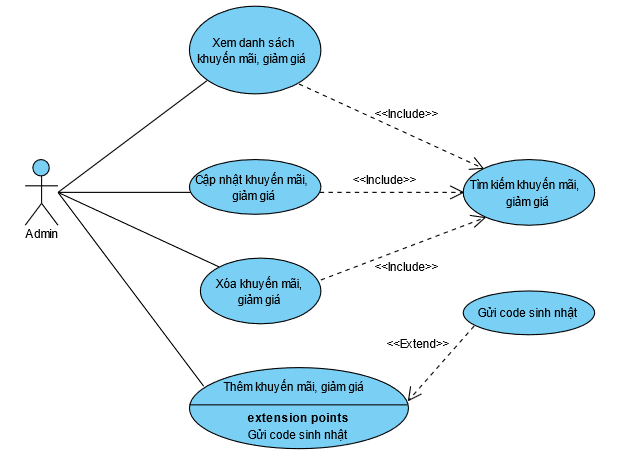 Xem danh sách
khuyến mãi, giảm giá
<<Include>>
Cập nhật khuyến mãi,
giảm giá
<<Include>>
Tìm kiếm khuyến mãi,
giảm giá
Admin
<<Include>>
Xóa khuyến mãi,
giảm giá
Gửi code sinh nhật
<<Extend>>
Thêm khuyến mãi, giảm giá
extension points
Gửi code sinh nhật